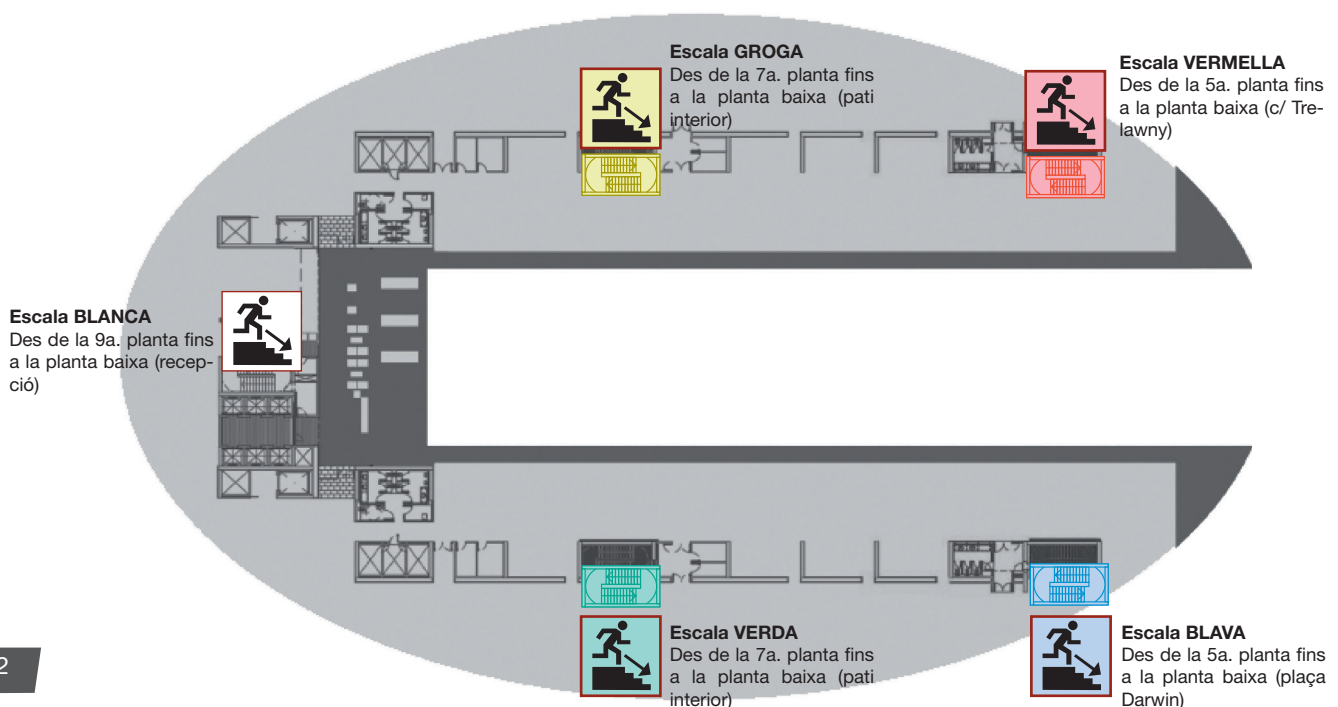 Escala GROGA
Des de la 7a. planta fins
a la planta baixa (pati
interior)
Escala VERMELLA
Des de la 5a. planta fins
a la planta baixa (c/ Tre-
lawny)
Escala BLANCA
Des de la 9a. planta fins
a la planta baixa (recep-
ció)
Escala VERDA
Des de la 7a. planta fins
a la planta baixa (pati
interior)
Escala BLAVA
Des de la 5a. planta fins
a la planta baixa (plaça
Darwin)
2